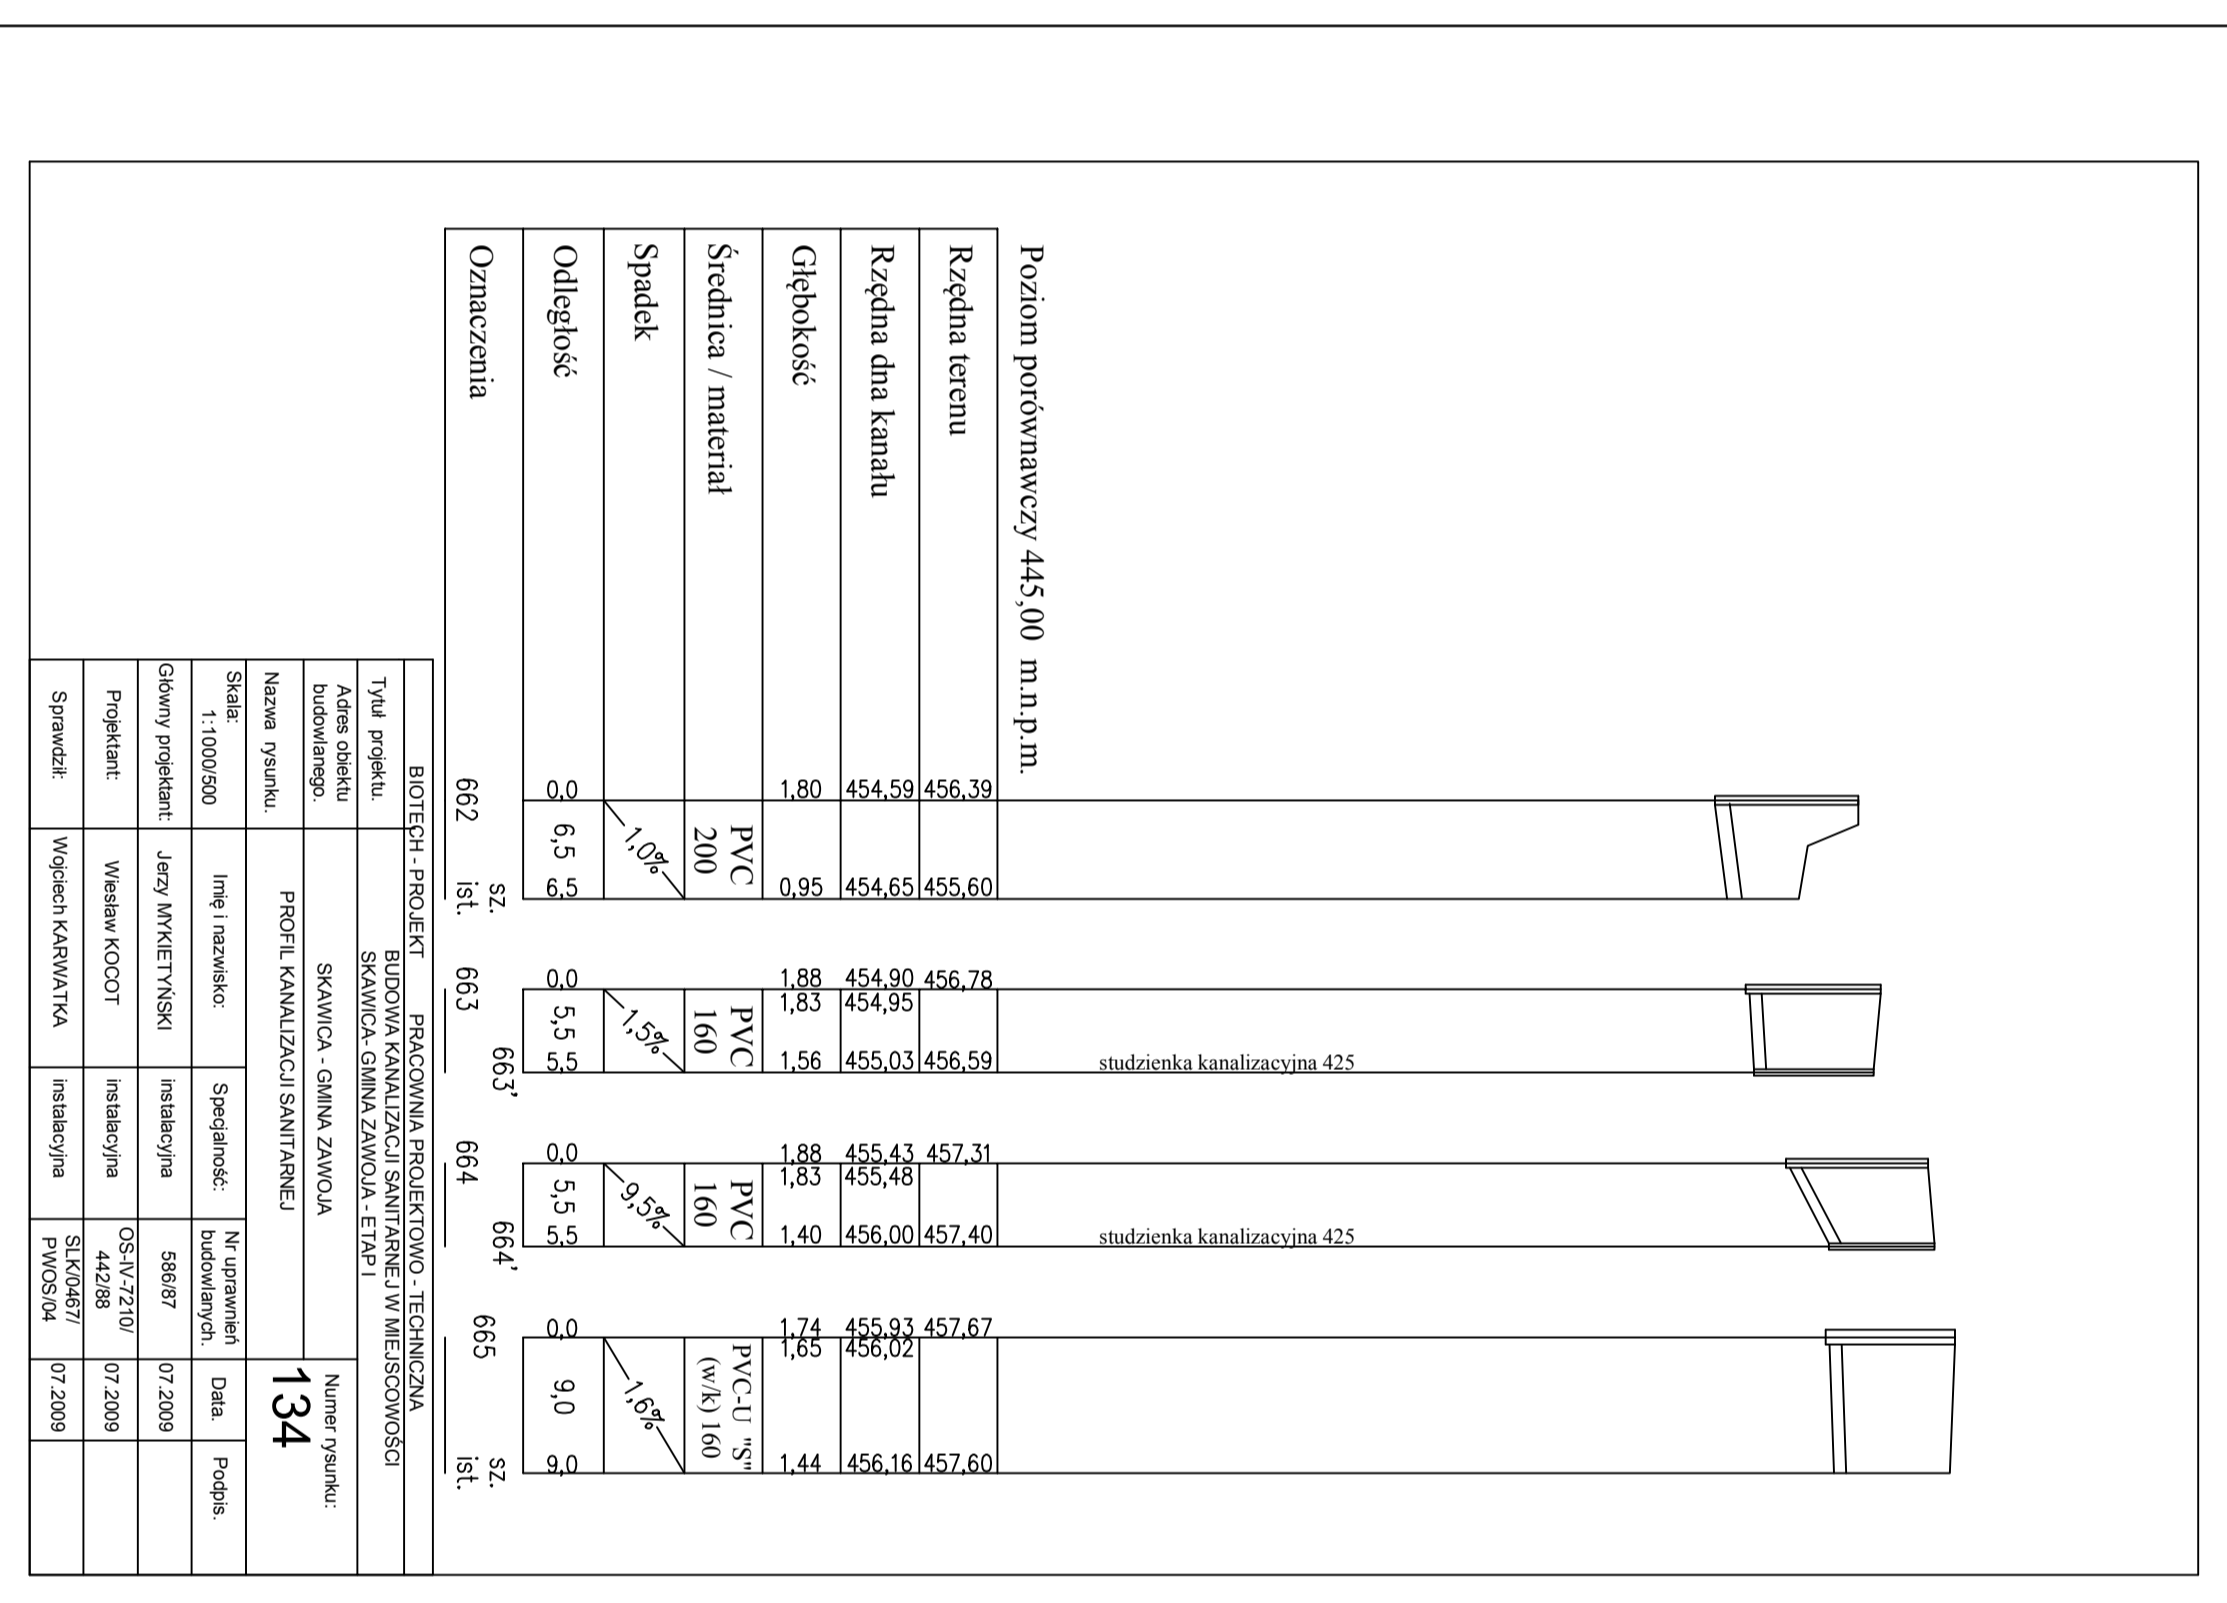 Poziom porównawczy 445,00 m.n.p.m.
studzienka kanalizacyjna 425
studzienka kanalizacyjna 425
Rzędna terenu 456,39 455,60 456,78 456,59 457,31 457,40 457,67 457,60
Rzędna dna kanału 454,59 454,65 454,90 454,95 455,03 455,43 455,48 456,00 455,93 456,02 456,16
Głębokość 1,80 0,95 1,88 1,83 1,56 1,88 1,83 1,40 1,74 1,65 1,44
Średnica / materiał PVC 200 PVC 160 PVC 160 PVC-U "S" (w/k) 160
Spadek 1,0% 1,5% 9,5% 1,6%
Odległość 0,0 6,5 6,5 0,0 5,5 5,5 0,0 5,5 5,5 0,0 9,0 9,0
Oznaczenia 662 sz. ist. 663 663' 664 664' 665 sz. ist.
BIOTECH - PROJEKT PRACOWNIA PROJEKTOWO - TECHNICZNA
Tytuł projektu. BUDOWA KANALIZACJI SANITARNEJ W MIEJSCOWOŚCI
SKAWICA- GMINA ZAWOJA - ETAP I
Adres obiektu
budowlanego. SKAWICA - GMINA ZAWOJA
Numer rysunku:
Nazwa rysunku. PROFIL KANALIZACJI SANITARNEJ
134
Skala:
1:1000/500
Imię i nazwisko: Specjalność: Nr uprawnień
budowlanych. Data. Podpis.
Główny projektant: Jerzy MYKIETYŃSKI instalacyjna 586/87 07.2009
Projektant: Wiesław KOCOT instalacyjna OS-IV-7210/
442/88 07.2009
Sprawdził: Wojciech KARWATKA instalacyjna SLK/0467/
PWOS/04 07.2009